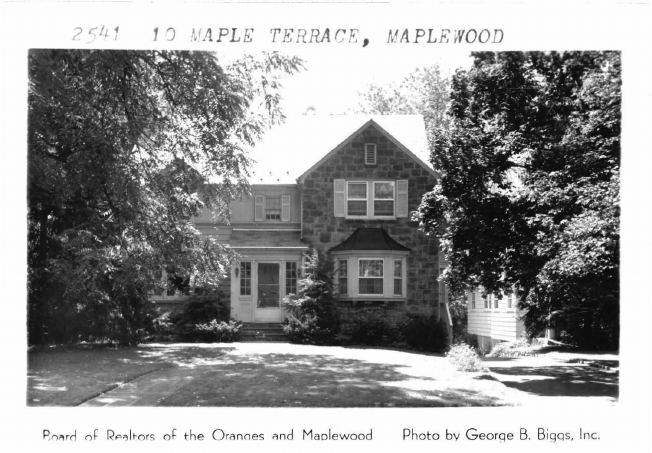 2541 10 MAPLE TERRACE, MAPLEWOOD
Board of Realtors of the Oranges and Maplewood Photo by George B. Biggs, Inc.